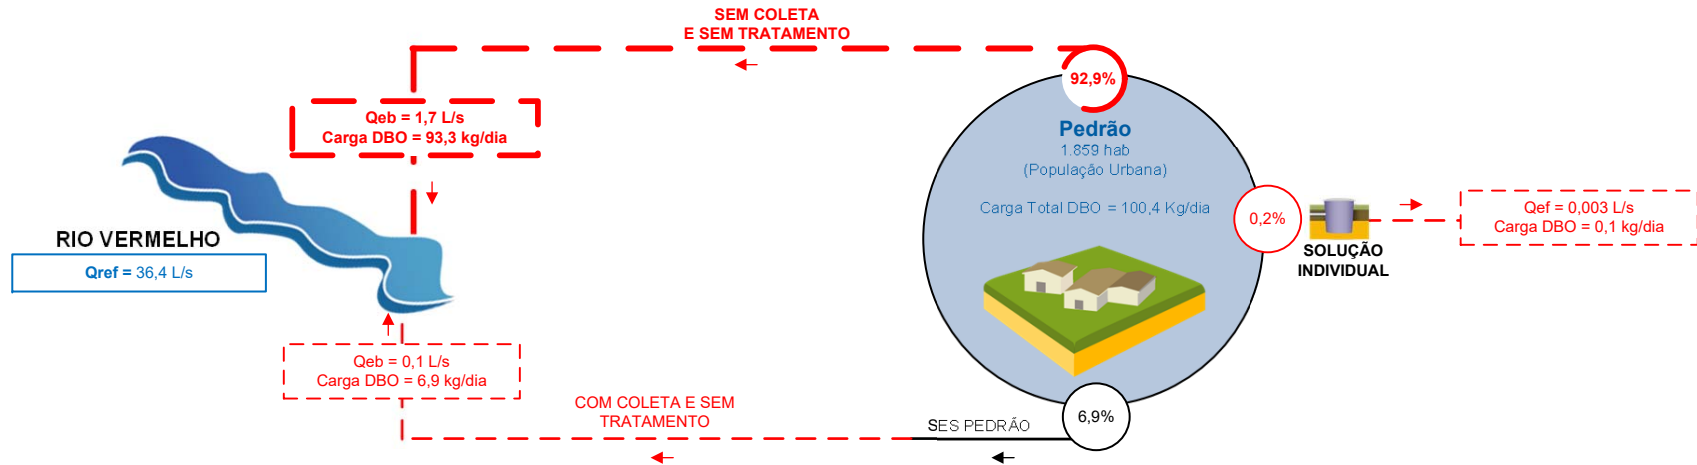 SEM COLETA
E SEM TRATAMENTO
92,9%
Qeb = 1,7 L/s
Carga DBO = 93,3 kg/dia
Pedrão
1.859 hab
(População Urbana)
Carga Total DBO = 100,4 Kg/dia
0,2%
SOLUÇÃO
INDIVIDUAL
Qef = 0,003 L/s
Carga DBO = 0,1 kg/dia
RIO VERMELHO
Qref = 36,4 L/s
Qeb = 0,1 L/s
Carga DBO = 6,9 kg/dia
COM COLETA E SEM
TRATAMENTO
SES PEDRÃO
6,9%